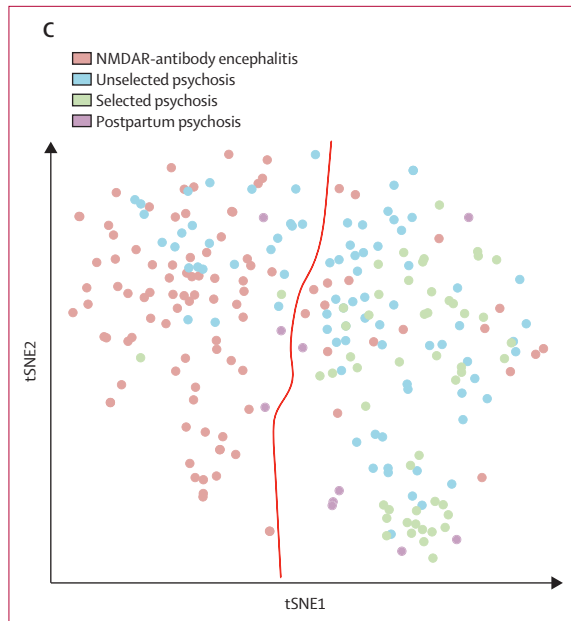 C
NMDAR-antibody encephalitis
Unselected psychosis
Selected psychosis
Postpartum psychosis
tSNE2
tSNE1